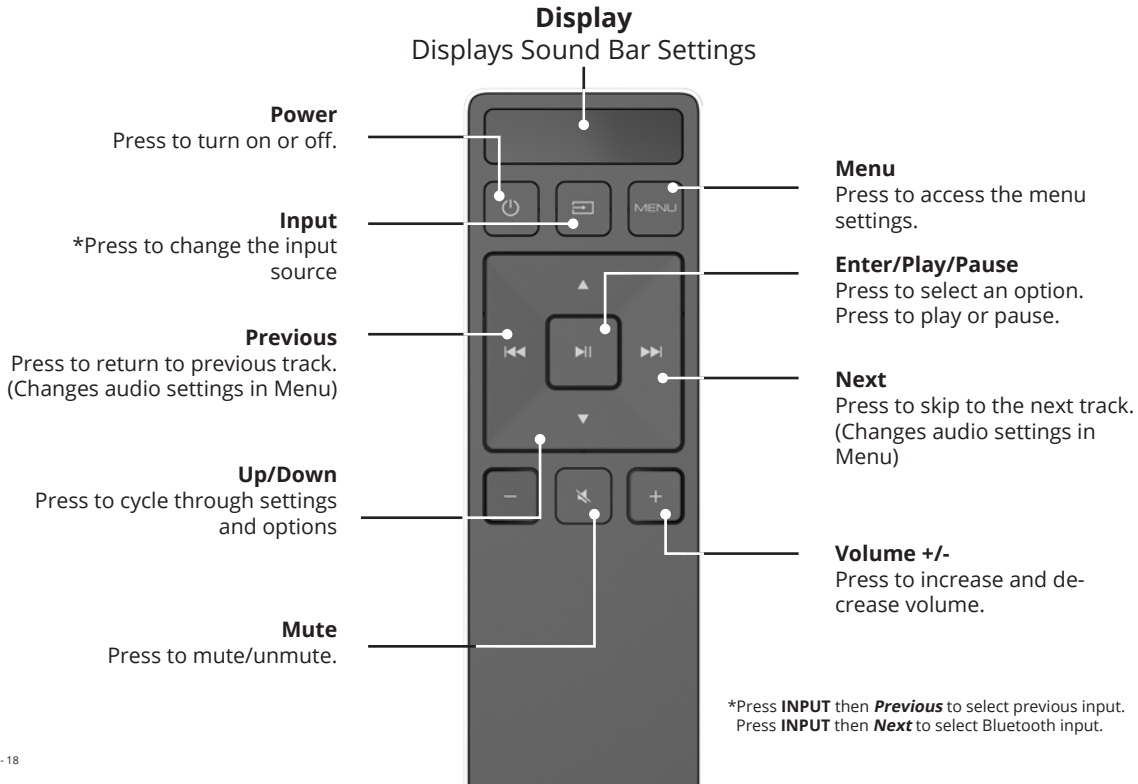 Display
Displays Sound Bar Settings
Power
Press to turn on or off.
Input
*Press to change the input
source
Previous
Press to return to previous track.
(Changes audio settings in Menu)
Up/Down
Press to cycle through settings
and options
Mute
Press to mute/unmute.
MENU
Menu
Press to access the menu
settings.
Enter/Play/Pause
Press to select an option.
Press to play or pause.
Next
Press to skip to the next track.
(Changes audio settings in
Menu)
Volume +/-
Press to increase and de-
crease volume.
*Press INPUT then Previous to select previous input.
Press INPUT then Next to select Bluetooth input.
- 18